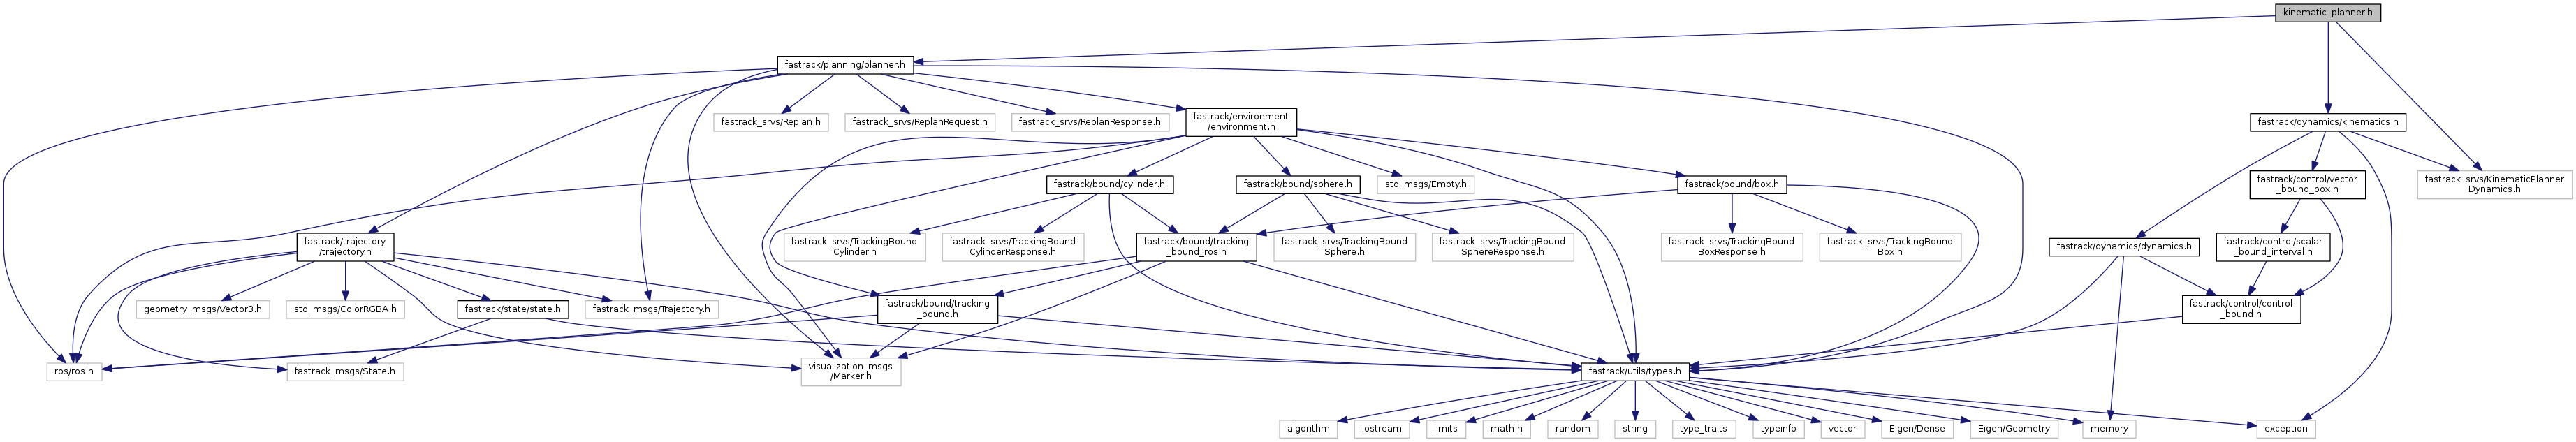 kinematic_planner.h
fastrack/planning/planner.h
fastrack_srvs/Replan.h
fastrack_srvs/ReplanRequest.h
fastrack_srvs/ReplanResponse.h
fastrack/environment
/environment.h
fastrack/dynamics/kinematics.h
fastrack/bound/cylinder.h
fastrack/bound/sphere.h
std_msgs/Empty.h
fastrack/bound/box.h
fastrack/control/vector
_bound_box.h
fastrack_srvs/KinematicPlanner
Dynamics.h
fastrack/trajectory
/trajectory.h
fastrack_srvs/TrackingBound
Cylinder.h
fastrack_srvs/TrackingBound
CylinderResponse.h
fastrack/bound/tracking
_bound_ros.h
fastrack_srvs/TrackingBound
Sphere.h
fastrack_srvs/TrackingBound
SphereResponse.h
fastrack_srvs/TrackingBound
BoxResponse.h
fastrack_srvs/TrackingBound
Box.h
fastrack/dynamics/dynamics.h
fastrack/control/scalar
_bound_interval.h
geometry_msgs/Vector3.h
std_msgs/ColorRGBA.h
fastrack/state/state.h
fastrack_msgs/Trajectory.h
fastrack/bound/tracking
_bound.h
fastrack/control/control
_bound.h
ros/ros.h
fastrack_msgs/State.h
visualization_msgs
/Marker.h
fastrack/utils/types.h
algorithm
iostream
limits
math.h
random
string
type_traits
typeinfo
vector
Eigen/Dense
Eigen/Geometry
memory
exception